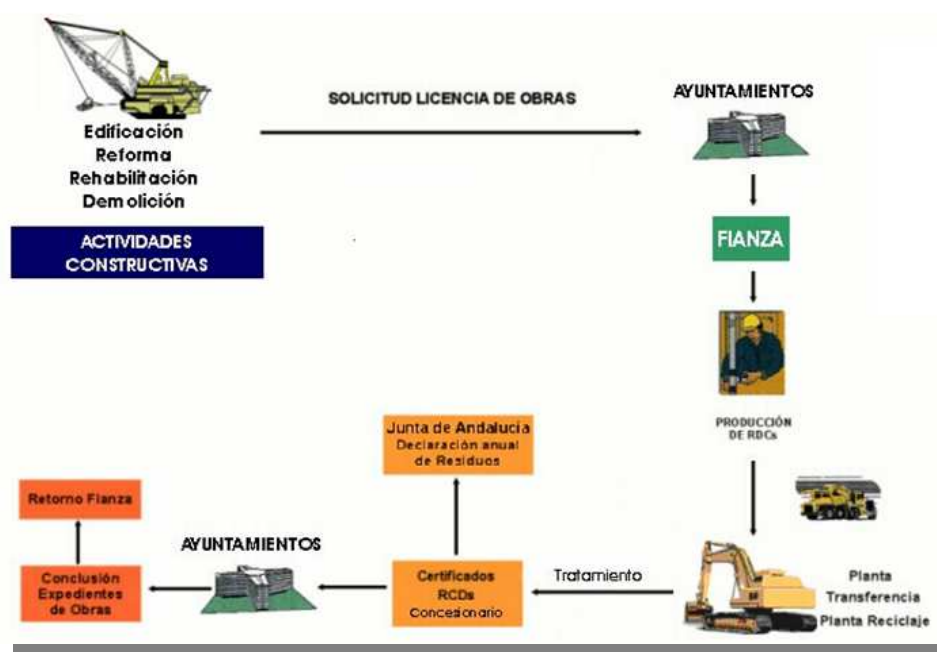 SOLICITUD LICENCIA DE OBRAS
AYUNTAMIENTOS
Edificación
Reforma
Rehabilitación
Demolición
ACTIVIDADES
CONSTRUCTIVAS
FIANZA
PRODUCCIÓN
DE RDCs
Junta de Andalucía
Declaración anual
de Residuos
Retorno Fianza
AYUNTAMIENTOS
Conclusión
Expedientes
de Obras
Certificados
RCDs
Concesionario
Tratamiento
Planta
Transferencia
Planta Reciclaje